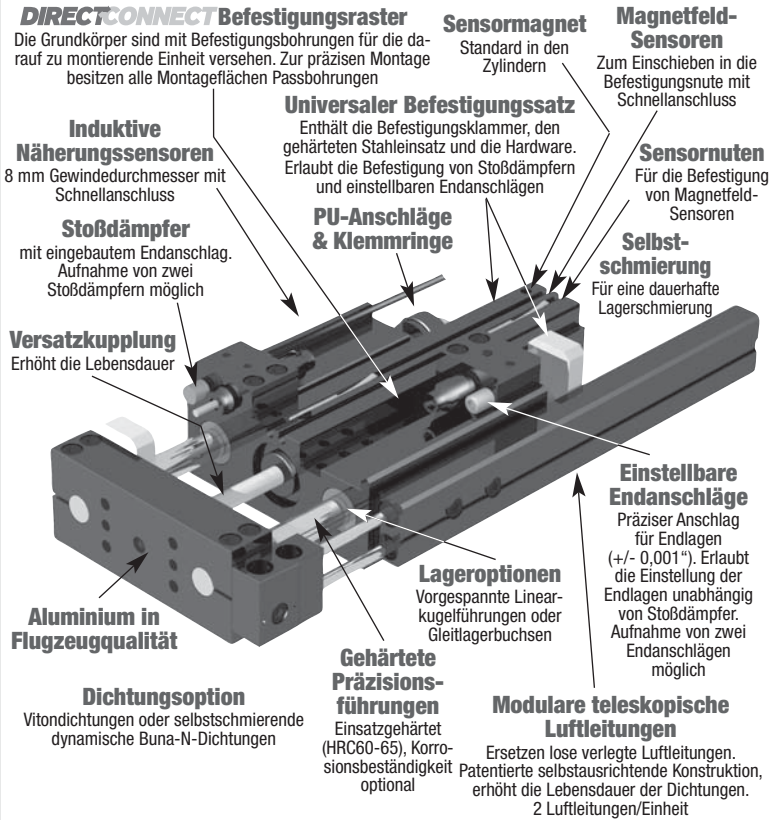 DIRECTCONNECT Befestigungsraster
Die Grundkörper sind mit Befestigungsbohrungen für die da-
rauf zu montierende Einheit versehen. Zur präzisen Montage
besitzen alle Montageflächen Passbohrungen
Sensormagnet
Standard in den
Zylindern
Magnetfeld-
Sensoren
Zum Einschieben in die
Befestigungsnute mit
Schnellanschluss
Universaler Befestigungssatz
Enthält die Befestigungsklammer, den
gehärteten Stahleinsatz und die Hardware.
Erlaubt die Befestigung von Stoßdämpfern
und einstellbaren Endanschlägen
Induktive
Näherungssensoren
8 mm Gewindedurchmesser mit
Schnellanschluss
Sensornuten
Für die Befestigung
von Magnetfeld-
Sensoren
Stoßdämpfer
mit eingebautem Endanschlag.
Aufnahme von zwei
Stoßdämpfern möglich
PU-Anschläge
& Klemmringe
Selbst-
schmierung
Für eine dauerhafte
Lagerschmierung
Versatzkupplung
Erhöht die Lebensdauer
Einstellbare
Endanschläge
Präziser Anschlag
für Endlagen
(+/- 0,001“). Erlaubt
die Einstellung der
Endlagen unabhängig
von Stoßdämpfer.
Aufnahme von zwei
Endanschlägen
möglich
Lageroptionen
Vorgespannte Linear-
kugelführungen oder
Gleitlagerbuchsen
Aluminium in
Flugzeugqualität
Gehärtete
Präzisions-
führungen
Einsatzgehärtet
(HRC60-65), Korro-
sionsbeständigkeit
optional
Dichtungsoption
Vitondichtungen oder selbstschmierende
dynamische Buna-N-Dichtungen
Modulare teleskopische
Luftleitungen
Ersetzen lose verlegte Luftleitungen.
Patentierte selbstausrichtende Konstruktion,
erhöht die Lebensdauer der Dichtungen.
2 Luftleitungen/Einheit